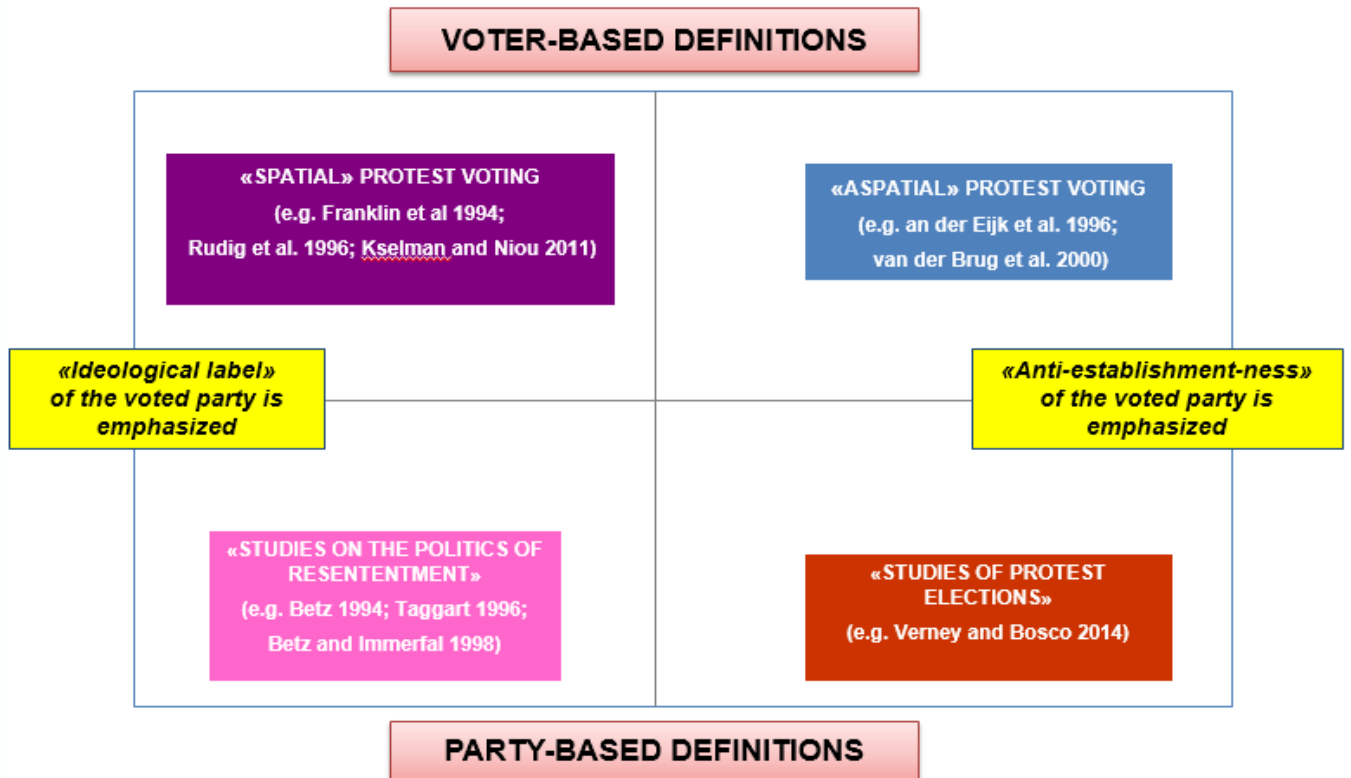 VOTER-BASED DEFINITIONS
«SPATIAL» PROTEST VOTING
(e.g. Franklin et al 1994;
Rudig et al. 1996; Kselman and Niou 2011)
«ASPATIAL» PROTEST VOTING
(e.g. an der Eijk et al. 1996;
van der Brug et al. 2000)
«Ideological label»
of the voted party is
emphasized
«Anti-establishment-ness»
of the voted party is
emphasized
«STUDIES ON THE POLITICS OF
RESENTENTMENT»
(e.g. Betz 1994; Taggart 1996;
Betz and Immerfal 1998)
«STUDIES OF PROTEST
ELECTIONS»
(e.g. Verney and Bosco 2014)
PARTY-BASED DEFINITIONS